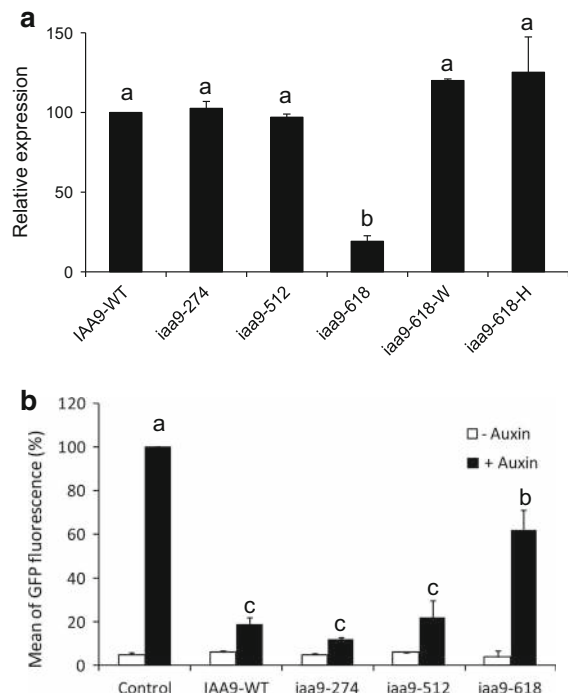 a
Relative expression
150
100
50
0
a
a
a
b
a
a
IAA9-WT
iaa9-274
iaa9-512
iaa9-618
iaa9-618-W
iaa9-618-H
b
Mean of GFP fluorescence (%)
120
100
80
60
40
20
0
- Auxin
+ Auxin
a
c
c
c
b
Control
IAA9-WT
iaa9-274
iaa9-512
iaa9-618